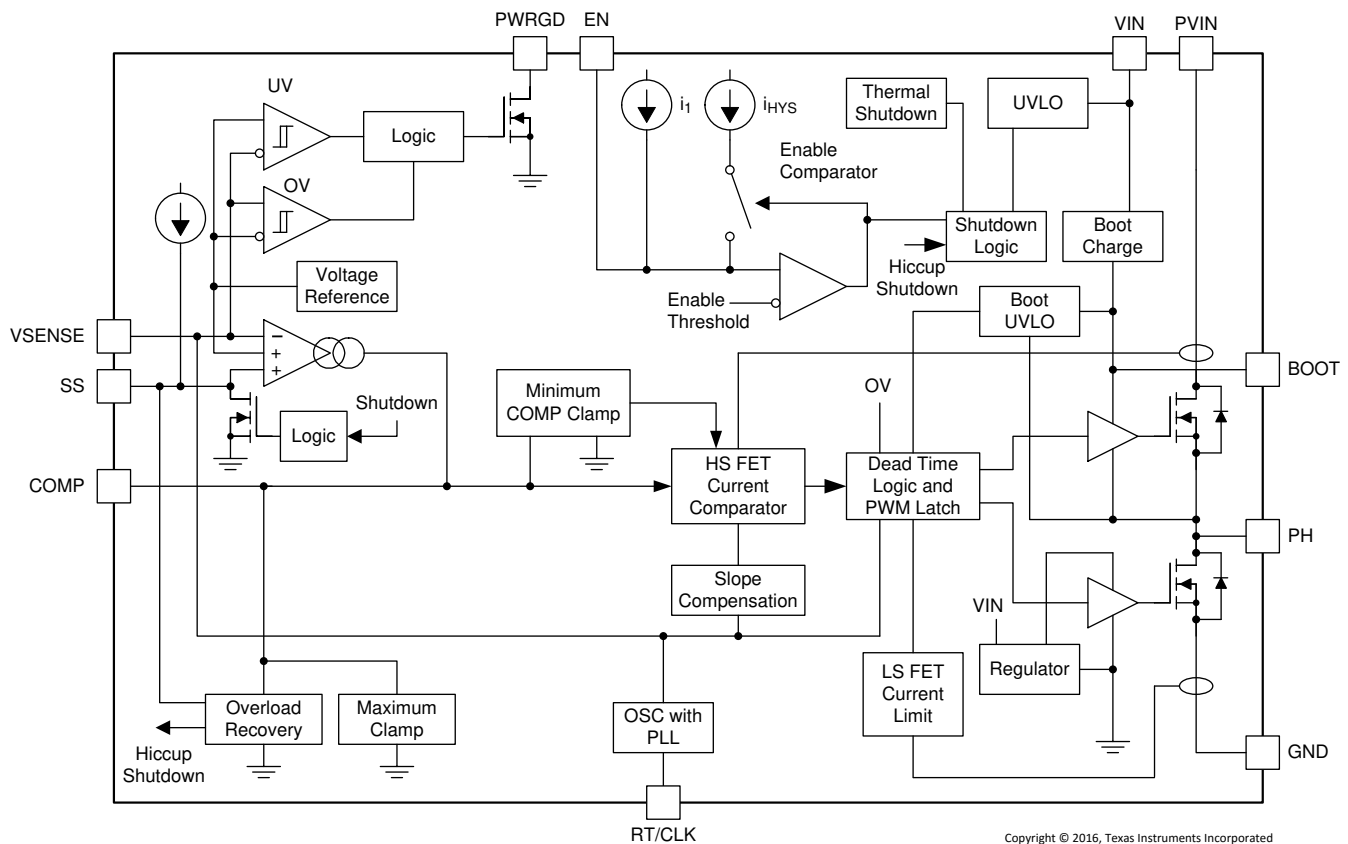 PWRGD
EN
VIN
PVIN
UV
i1
iHYS
Thermal
Shutdown
UVLO
Logic
Enable
Comparator
OV
Shutdown
Logic
Boot
Charge
Hiccup
Shutdown
Voltage
Reference
Enable
Threshold
Boot
UVLO
VSENSE
−
+
+
SS
BOOT
Minimum
COMP Clamp
Shutdown
Logic
OV
COMP
HS FET
Current
Comparator
Dead Time
Logic and
PWM Latch
PH
Slope
Compensation
VIN
Regulator
LS FET
Current
Limit
Overload
Recovery
Maximum
Clamp
OSC with
PLL
Hiccup
Shutdown
GND
RT/CLK
Copyright © 2016, Texas Instruments Incorporated